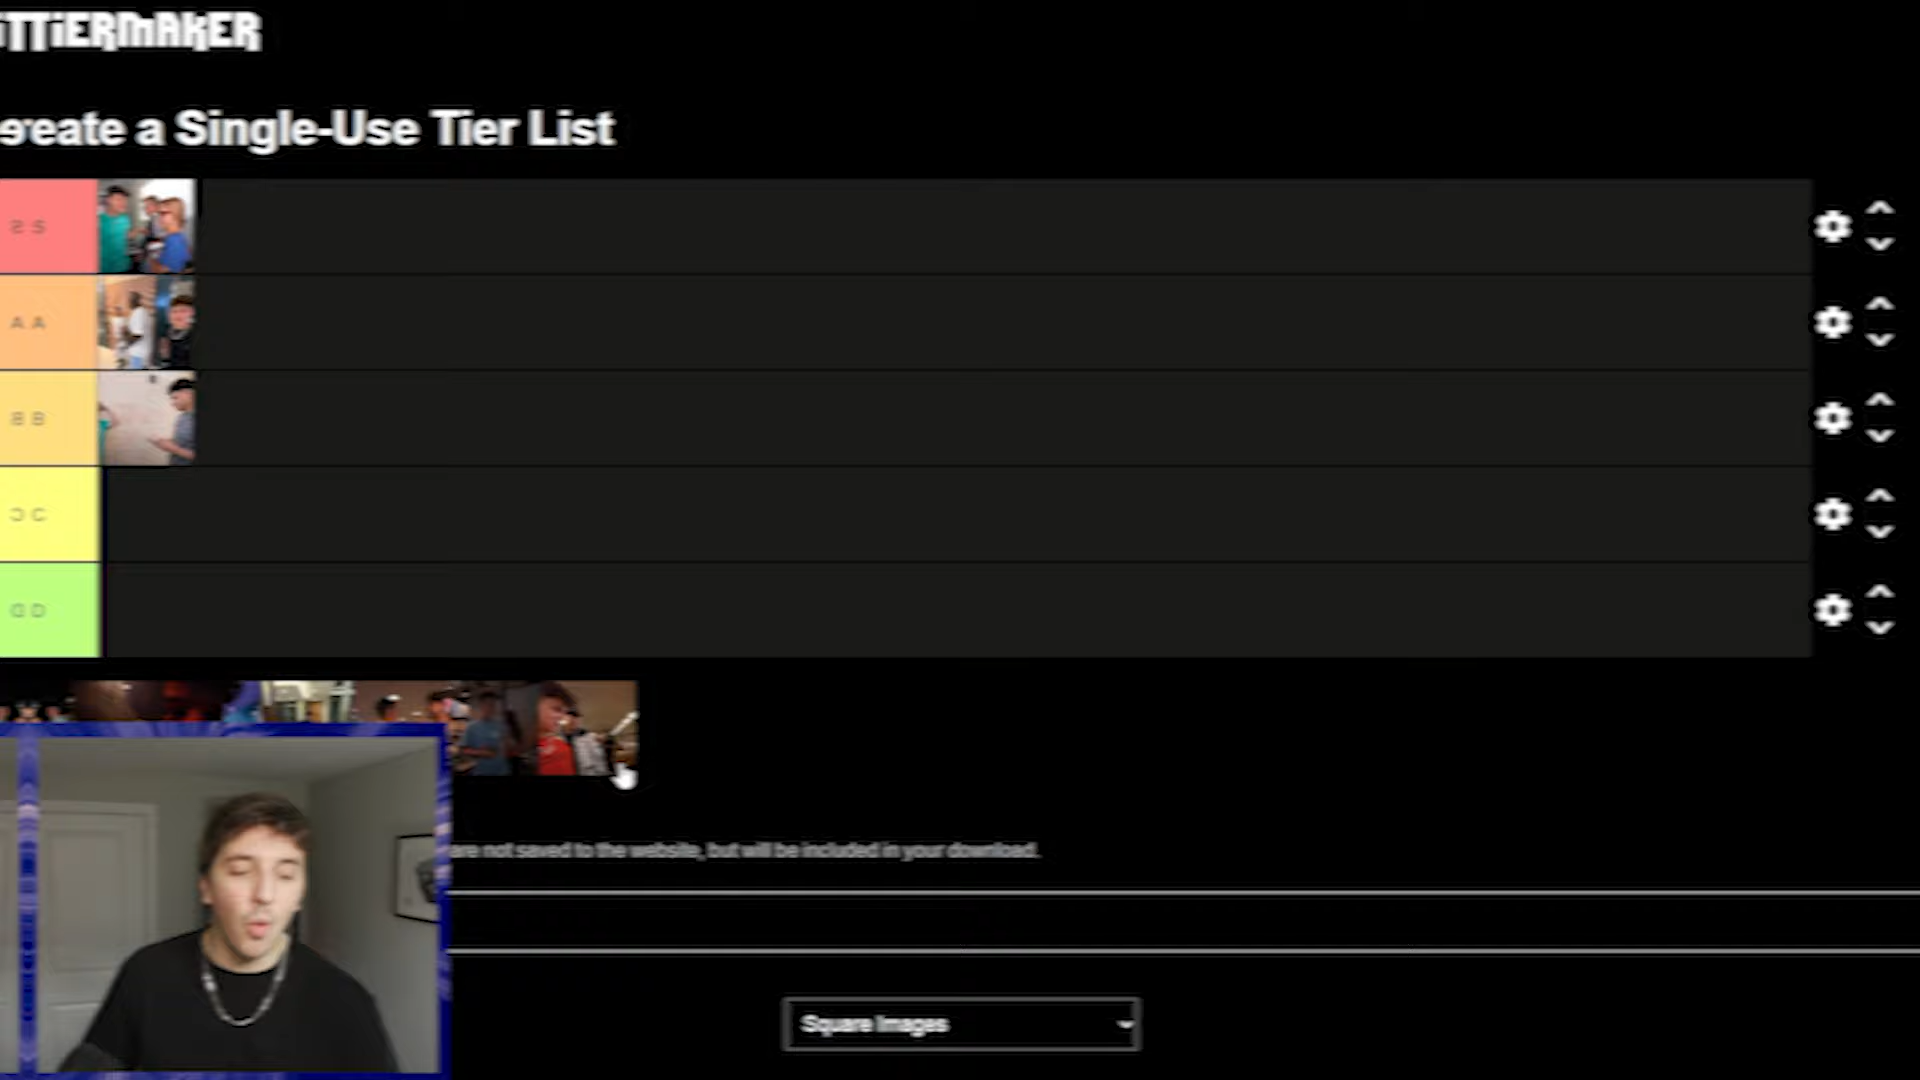 TiERMAKER
create a Single-Use Tier List
S
A
B
C
D
are not saved to the website, but will be included in your download.
Square Images